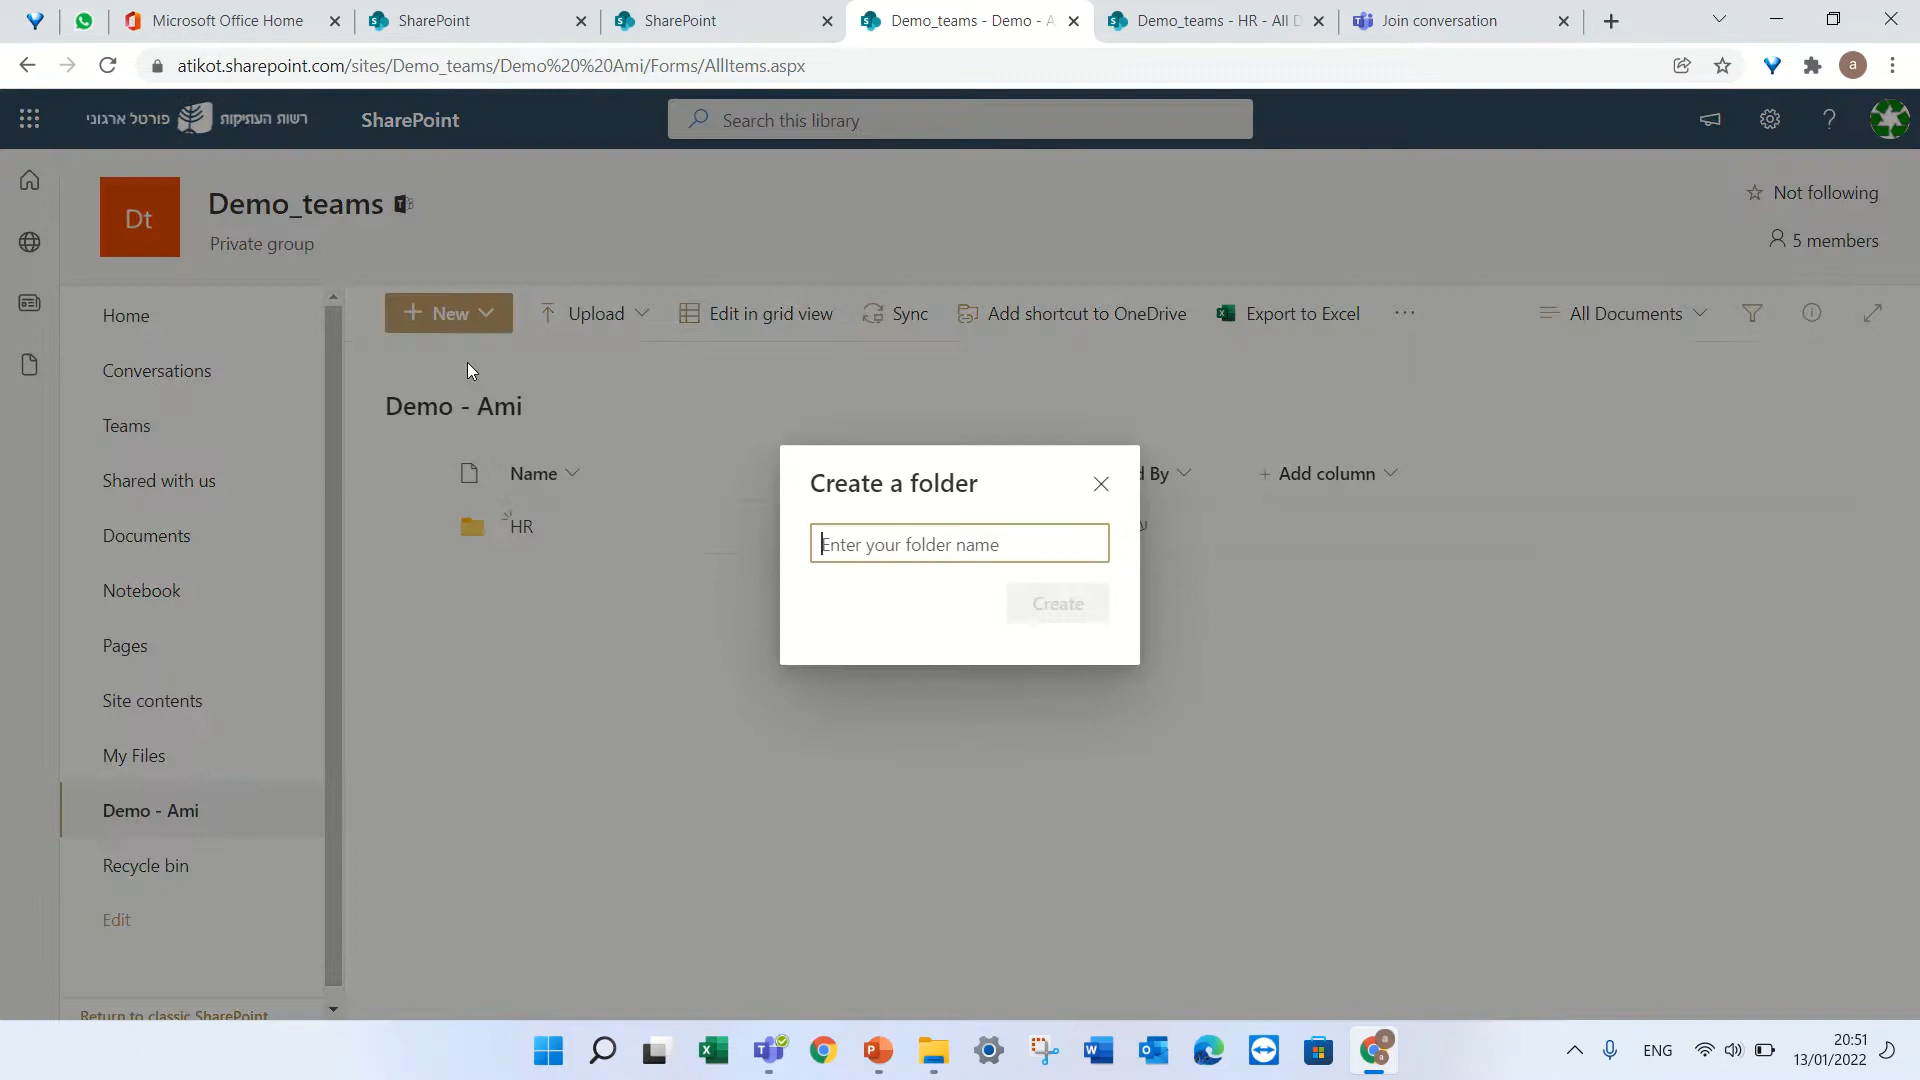 Microsoft Office Home
SharePoint
SharePoint
Demo_teams - Demo - A
Demo_teams - HR - All D
Join conversation
atikot.sharepoint.com/sites/Demo_teams/Demo%20%20Ami/Forms/AllItems.aspx
a
פורטל ארגוני
רשות העתיקות
SharePoint
Search this library
Dt
Demo_teams
Private group
Not following
5 members
Home
Conversations
Teams
Shared with us
Documents
Notebook
Pages
Site contents
My Files
Demo - Ami
Recycle bin
Edit
Return to classic SharePoint
New
Upload
Edit in grid view
Sync
Add shortcut to OneDrive
Export to Excel
All Documents
Demo - Ami
Name
By
Add column
HR
Create a folder
Enter your folder name
Create
ENG
20:51
13/01/2022